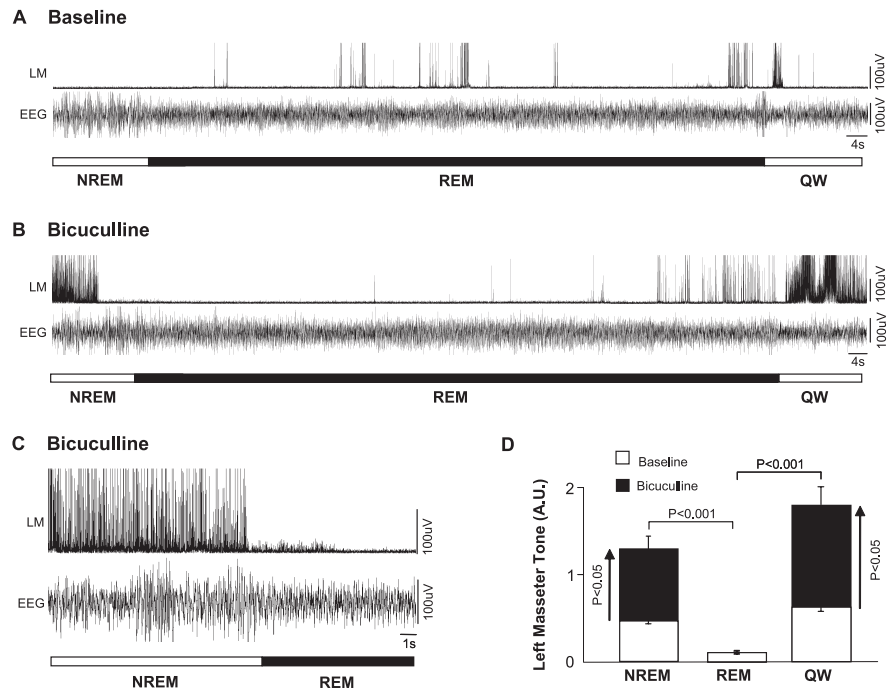 A Baseline
LM
100uV
EEG
100uV
4s
NREM REM QW
B Bicuculline
LM
100uV
EEG
100uV
4s
NREM REM QW
C Bicuculline
LM
100uV
EEG
100uV
1s
NREM REM
D
Baseline
Bicuculline
P<0.001
P<0,001
Left Masseter Tone (A.U.)
2
1
0
P<0.05
P<0.05
NREM REM QW